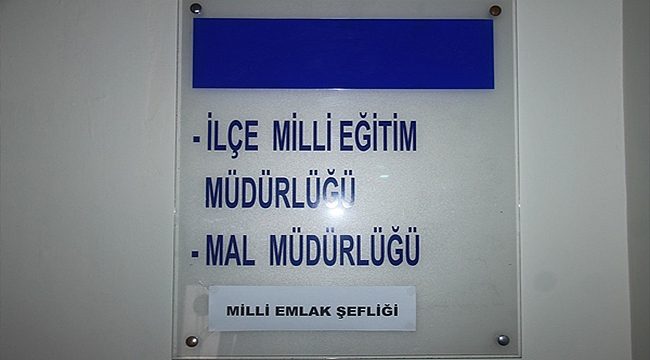 - İLÇE MİLLİ EĞİTİM
MÜDÜRLÜĞÜ
- MAL MÜDÜRLÜĞÜ
MİLLİ EMLAK ŞEFLİĞİ